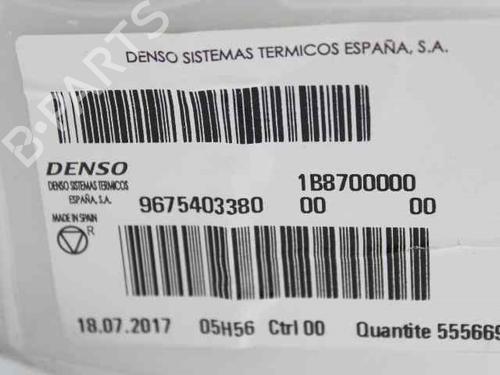 DENSO SISTEMAS TERMICOS ESPAÑA, S.A.
DENSO
DENSO SISTEMAS TERMICOS
ESPAÑA, S.A.
MADE IN SPAIN
R
1B8700000
9675403380 00 00
18.07.2017 05H56 Ctrl 00 Quantite 555669
B-PARTS